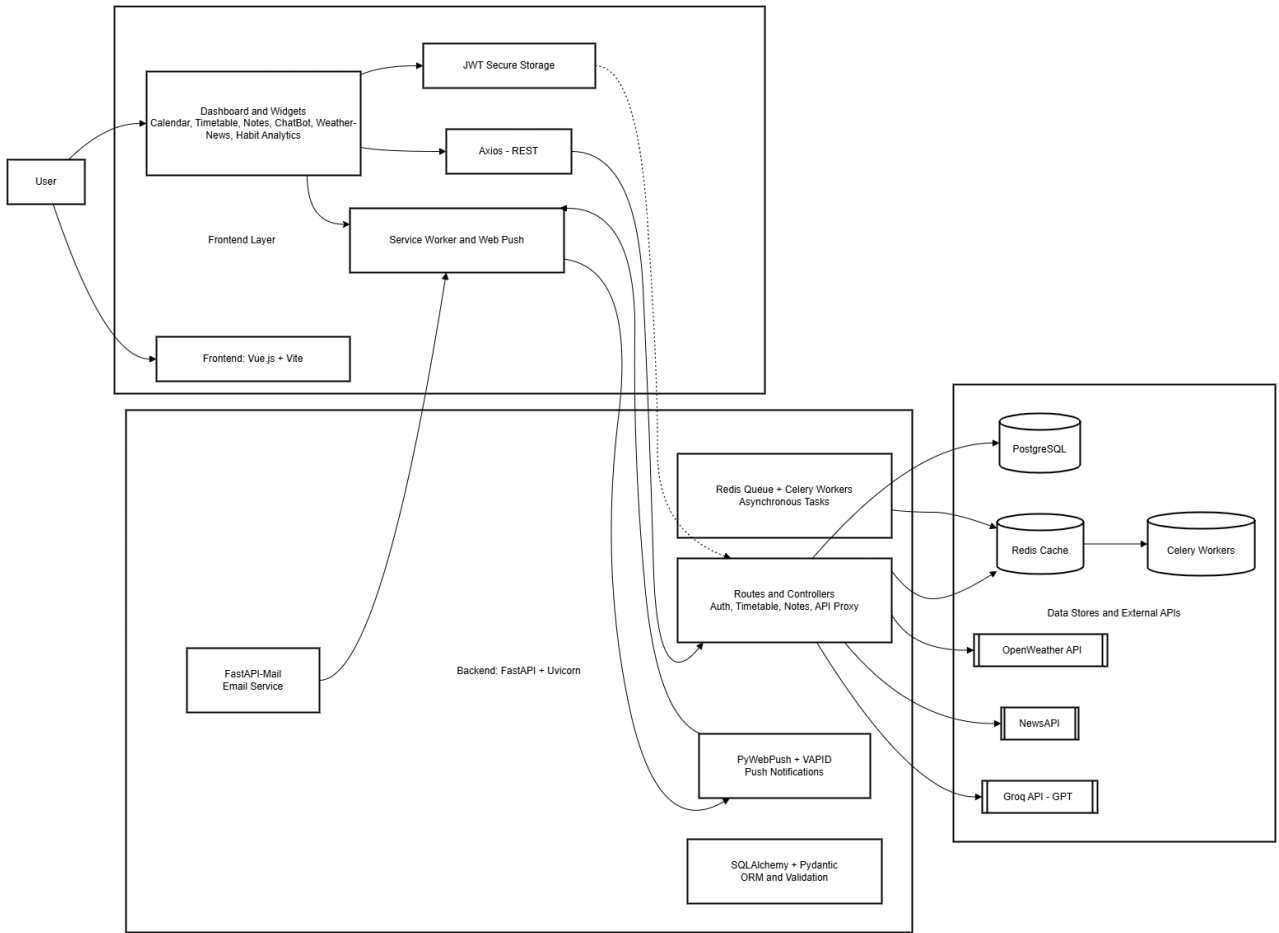 JWT Secure Storage
Dashboard and Widgets
Calendar, Timetable, Notes, ChatBot, Weather-
News, Habit Analytics
Axios - REST
User
Frontend Layer
Service Worker and Web Push
Frontend: Vue.js + Vite
PostgreSQL
Redis Queue + Celery Workers
Asynchronous Tasks
Redis Cache
Celery Workers
Routes and Controllers
Auth, Timetable, Notes, API Proxy
Data Stores and External APIs
OpenWeather API
FastAPI-Mail
Email Service
Backend: FastAPI + Uvicorn
NewsAPI
PyWebPush + VAPID
Push Notifications
Groq API - GPT
SQLAlchemy + Pydantic
ORM and Validation